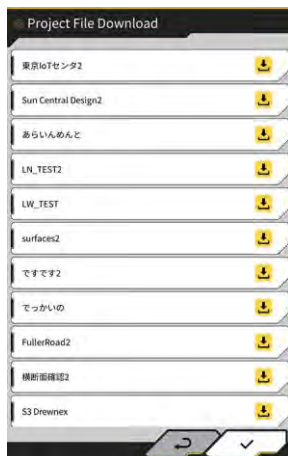 Project File Download
東京IoTセンタ2
Sun Central Design2
あらいんめんと
LN_TEST2
LW_TEST
surfaces2
ですです2
でっかいの
FullerRoad2
横断面確認2
S3 Drewnex